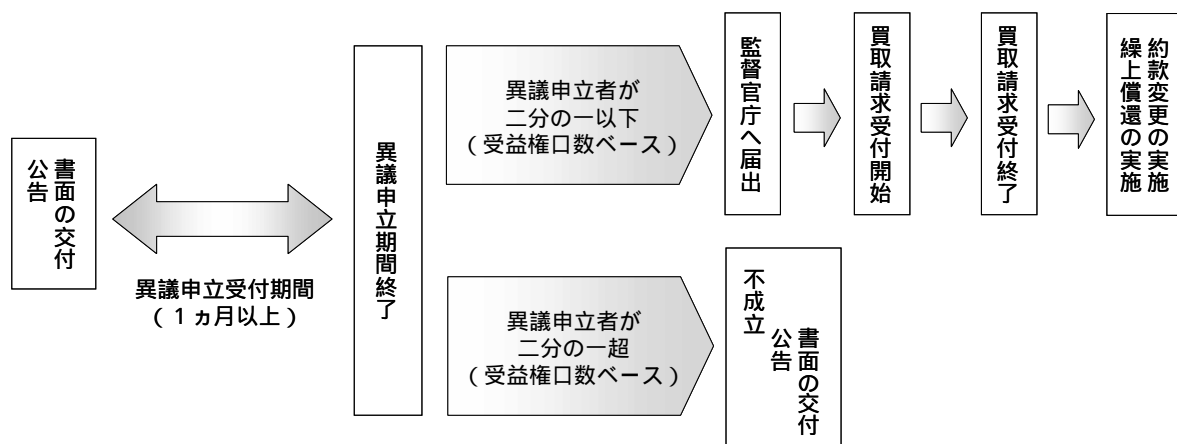 書面の交付
公告
異議申立受付期間
（１ヵ月以上）
異議申立期間終了
異議申立者が
二分の一以下
（受益権口数ベース）
監督官庁へ届出
買取請求受付開始
買取請求受付終了
約款変更の実施
繰上償還の実施
異議申立者が
二分の一超
（受益権口数ベース）
不成立
書面の交付
公告